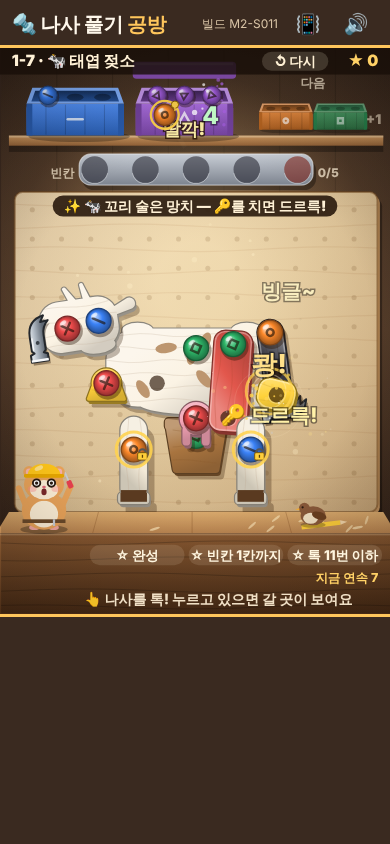 🔩 나사 풀기 공방
빌드 M2-S011
1-7 · 🐄 태엽 젖소
다시
★ 0
다음
4
딸깍!
+1
빈칸
0/5
✨ 🐄 꼬리 술은 망치 — 🔑를 치면 드르륵!
빙글~
쾅!
드르륵!
☆ 완성
☆ 빈칸 1칸까지
☆ 톡 11번 이하
지금 연속 7
👆 나사를 톡! 누르고 있으면 갈 곳이 보여요